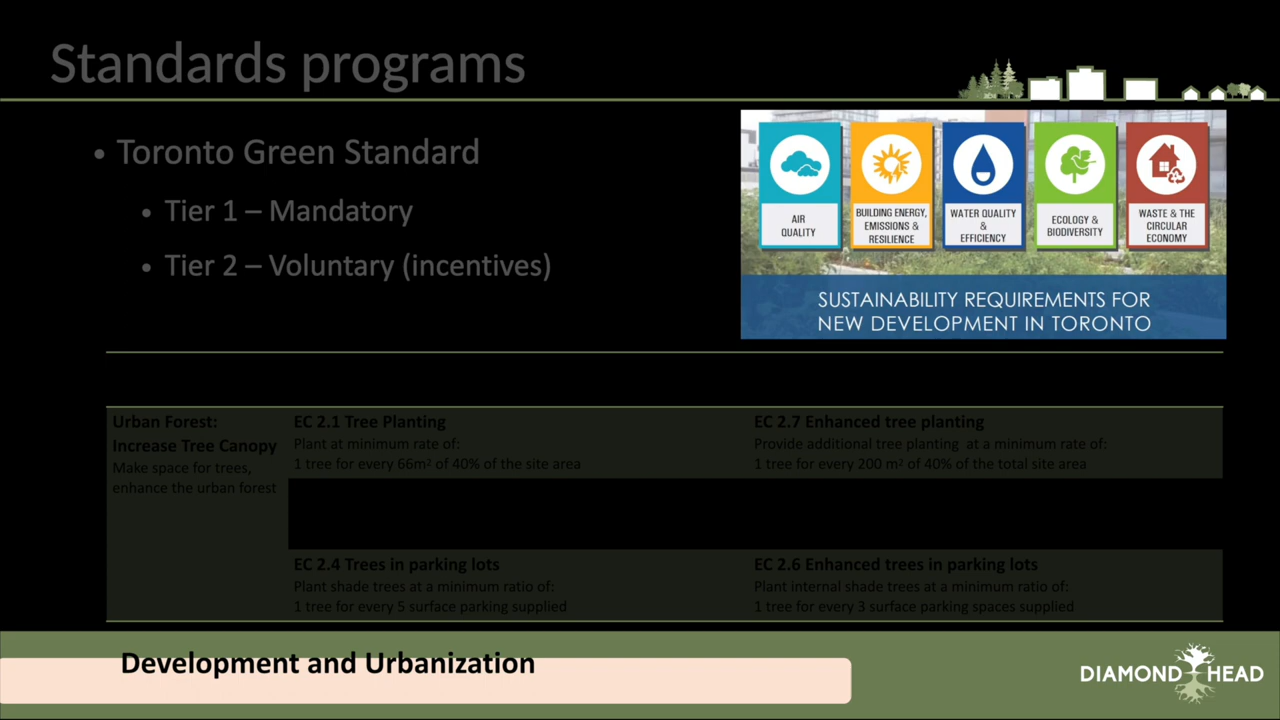 Standards programs
• Toronto Green Standard
• Tier 1 – Mandatory
• Tier 2 – Voluntary (incentives)
AIR
QUALITY
BUILDING ENERGY,
EMISSIONS &
RESILIENCE
WATER QUALITY
&
EFFICIENCY
ECOLOGY &
BIODIVERSITY
WASTE & THE
CIRCULAR
ECONOMY
SUSTAINABILITY REQUIREMENTS FOR
NEW DEVELOPMENT IN TORONTO
Urban Forest:
Increase Tree Canopy
Make space for trees,
enhance the urban forest
EC 2.1 Tree Planting
Plant at minimum rate of:
1 tree for every 66m² of 40% of the site area
EC 2.7 Enhanced tree planting
Provide additional tree planting at a minimum rate of:
1 tree for every 200 m² of 40% of the total site area
EC 2.4 Trees in parking lots
Plant shade trees at a minimum ratio of:
1 tree for every 5 surface parking supplied
EC 2.6 Enhanced trees in parking lots
Plant internal shade trees at a minimum ratio of:
1 tree for every 3 surface parking spaces supplied
Development and Urbanization
DIAMOND HEAD